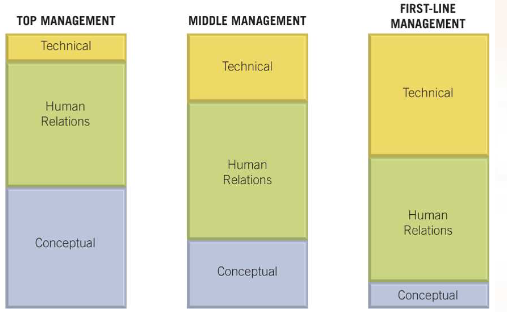 TOP MANAGEMENT
Technical
Human
Relations
Conceptual
MIDDLE MANAGEMENT
Technical
Human
Relations
Conceptual
FIRST-LINE
MANAGEMENT
Technical
Human
Relations
Conceptual